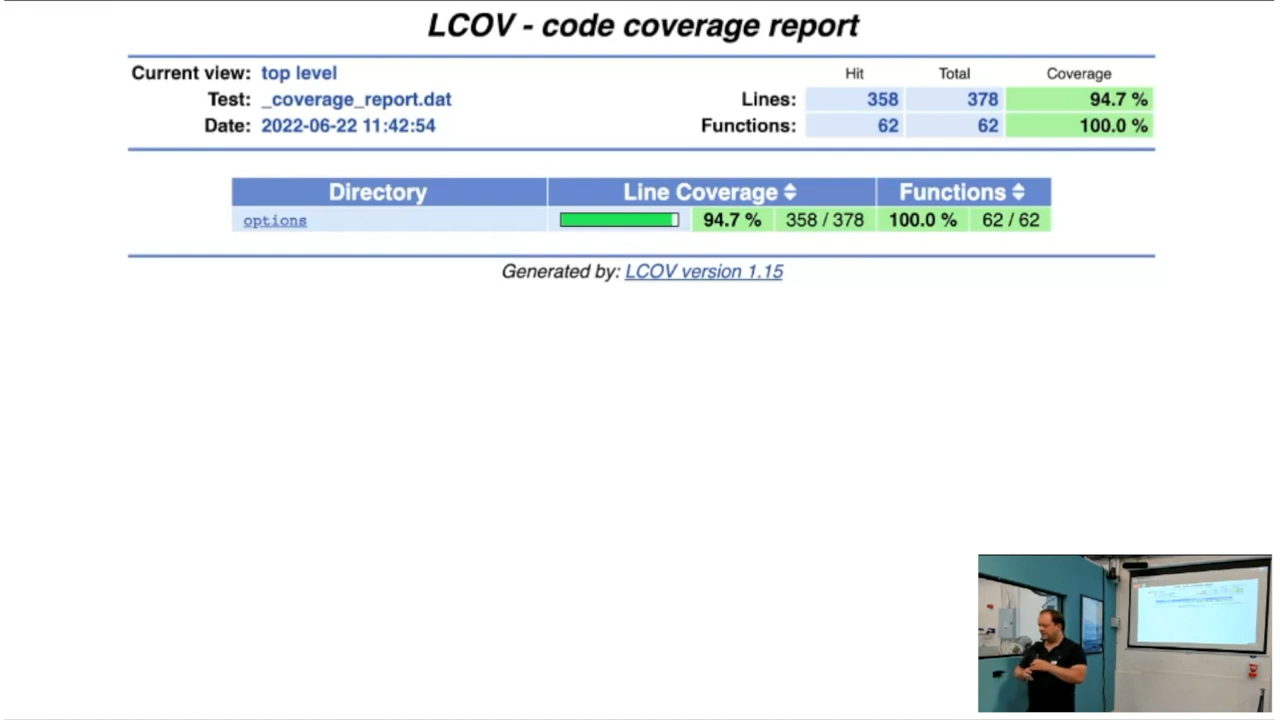 LCOV - code coverage report
Current view: top level
Hit Total Coverage
Test: _coverage_report.dat
Lines: 358 378 94.7 %
Date: 2022-06-22 11:42:54
Functions: 62 62 100.0 %
Directory Line Coverage Functions
options 94.7 % 358 / 378 100.0 % 62 / 62
Generated by: LCOV version 1.15